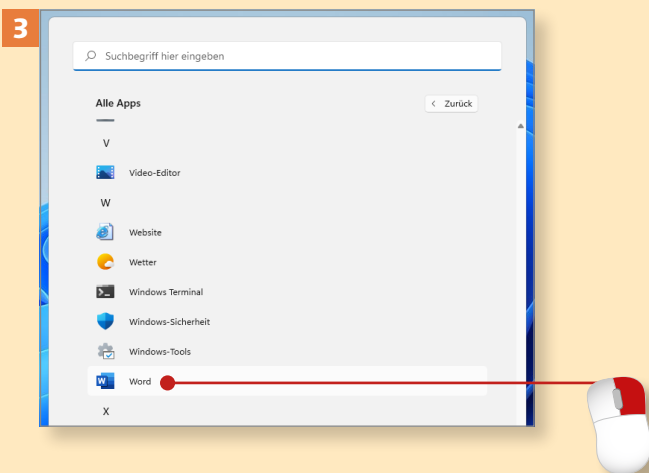 3
Suchbegriff hier eingeben
Alle Apps
< Zurück
V
Video-Editor
W
Website
Wetter
Windows Terminal
Windows-Sicherheit
Windows-Tools
W Word
X